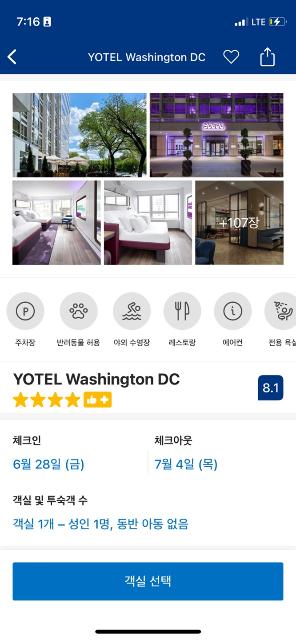 7:16
LTE
YOTEL Washington DC
YOTEL
+107장
P
주차장
반려동물 허용
야외 수영장
레스토랑
에어컨
전용 욕실
YOTEL Washington DC
8.1
체크인
체크아웃
6월 28일 (금)
7월 4일 (목)
객실 및 투숙객 수
객실 1개 – 성인 1명, 동반 아동 없음
객실 선택